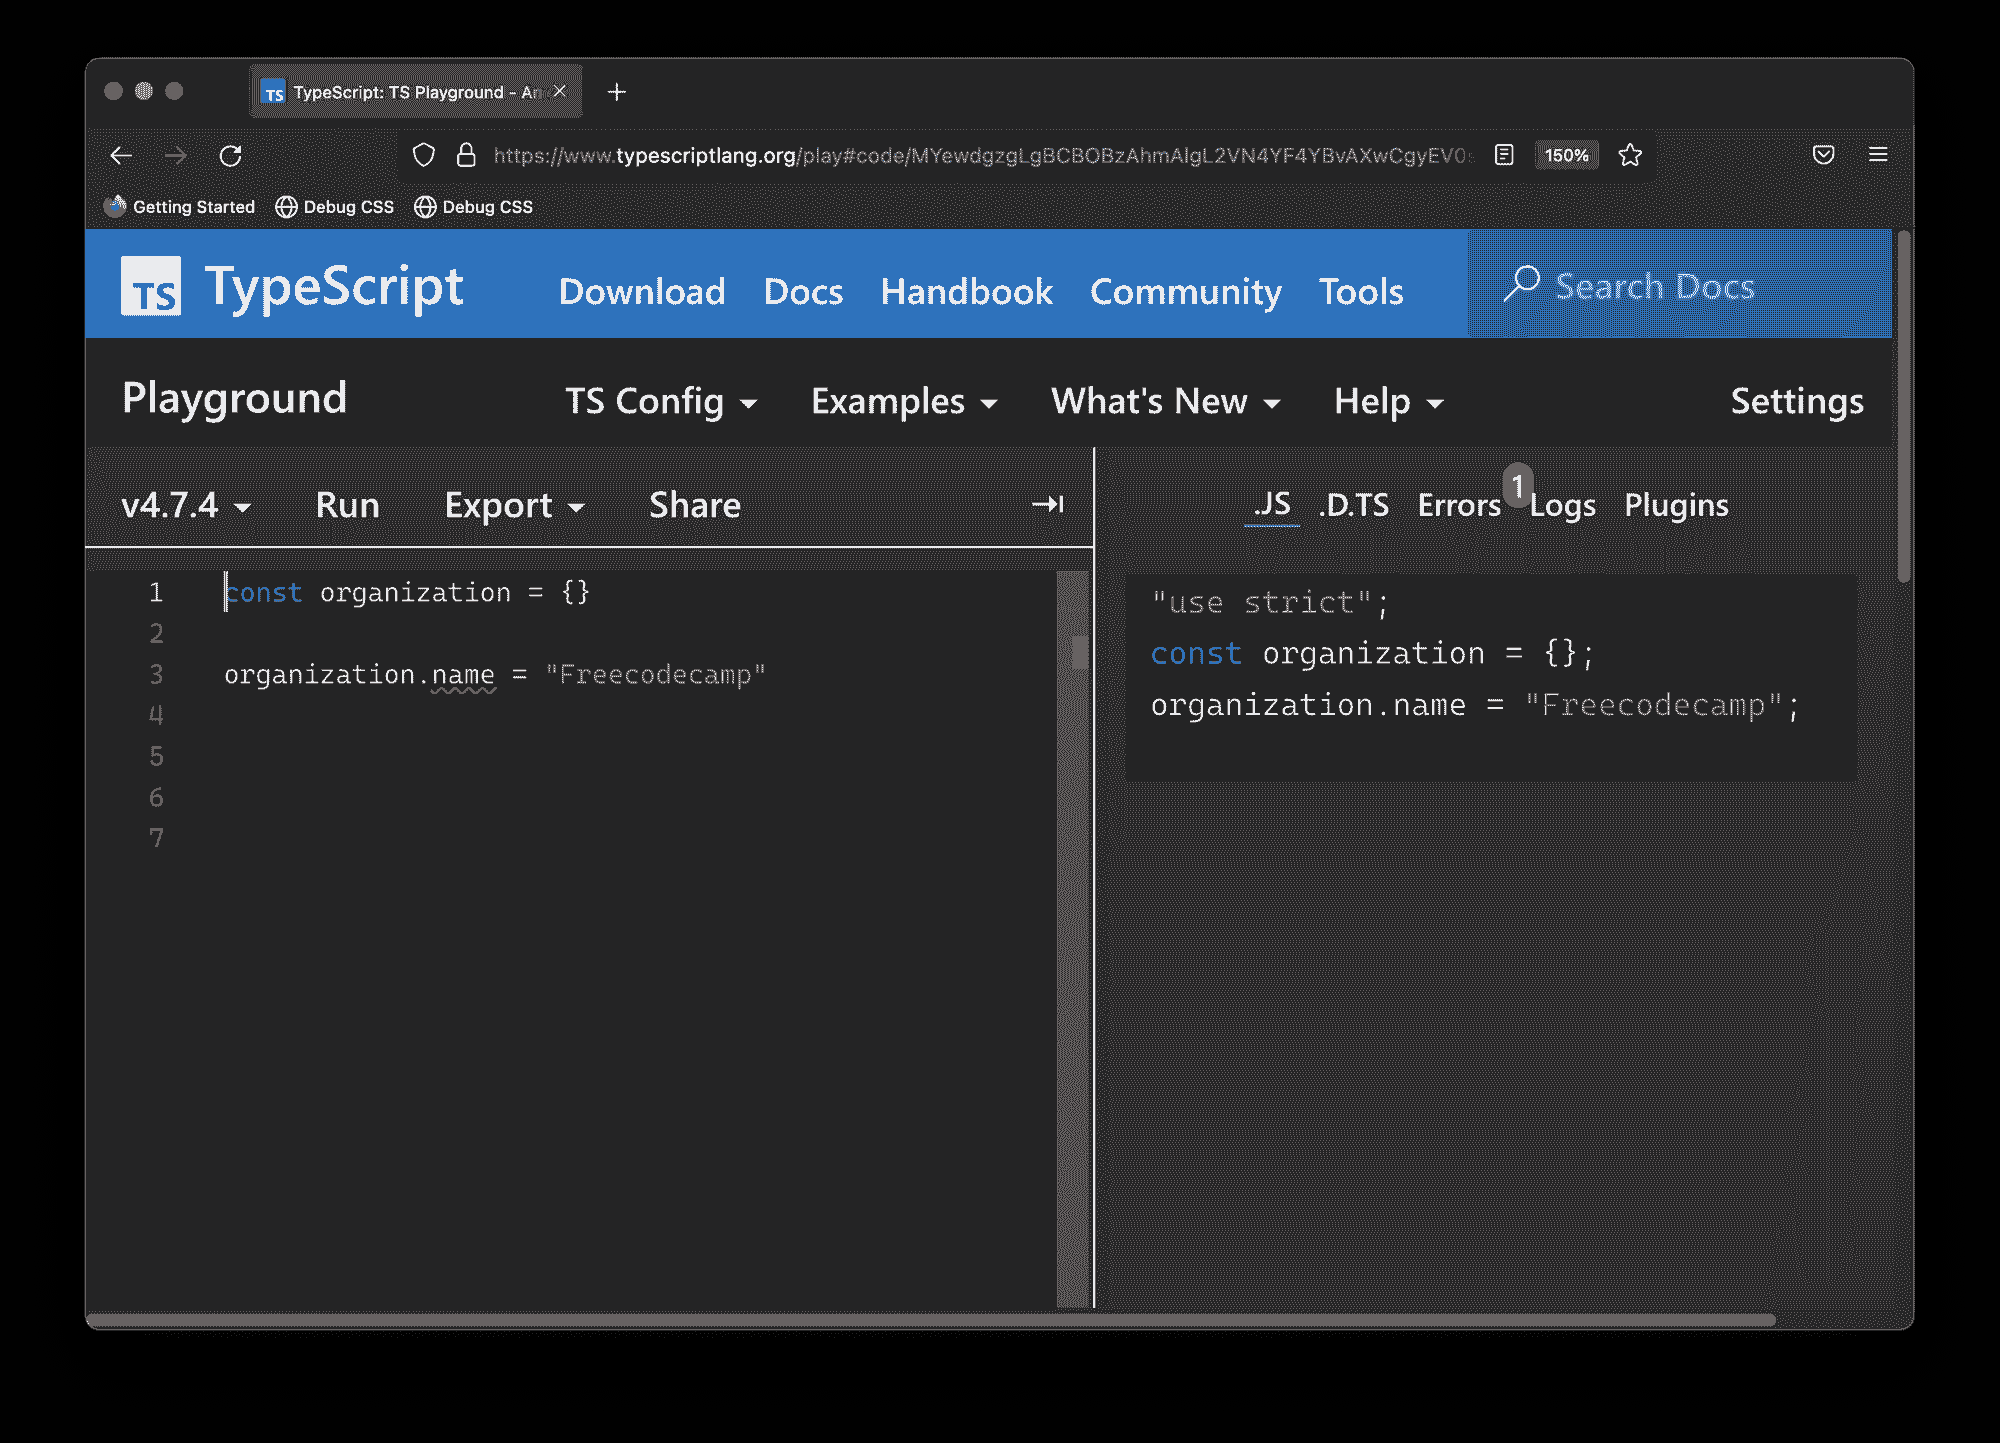 TS TypeScript: TS Playground - An
https://www.typescriptlang.org/play#code/MYewdgzgLgBCBOBzAhmAlgL2VN4YF4YBvAXwCgyEV0 150%
Getting Started Debug CSS Debug CSS
TS TypeScript Download Docs Handbook Community Tools Search Docs
Playground TS Config Examples What's New Help Settings
v4.7.4 Run Export Share .JS .D.TS Errors 1 Logs Plugins
1 const organization = {}
2
3 organization.name = "Freecodecamp"
4
5
6
7
"use strict";
const organization = {};
organization.name = "Freecodecamp";